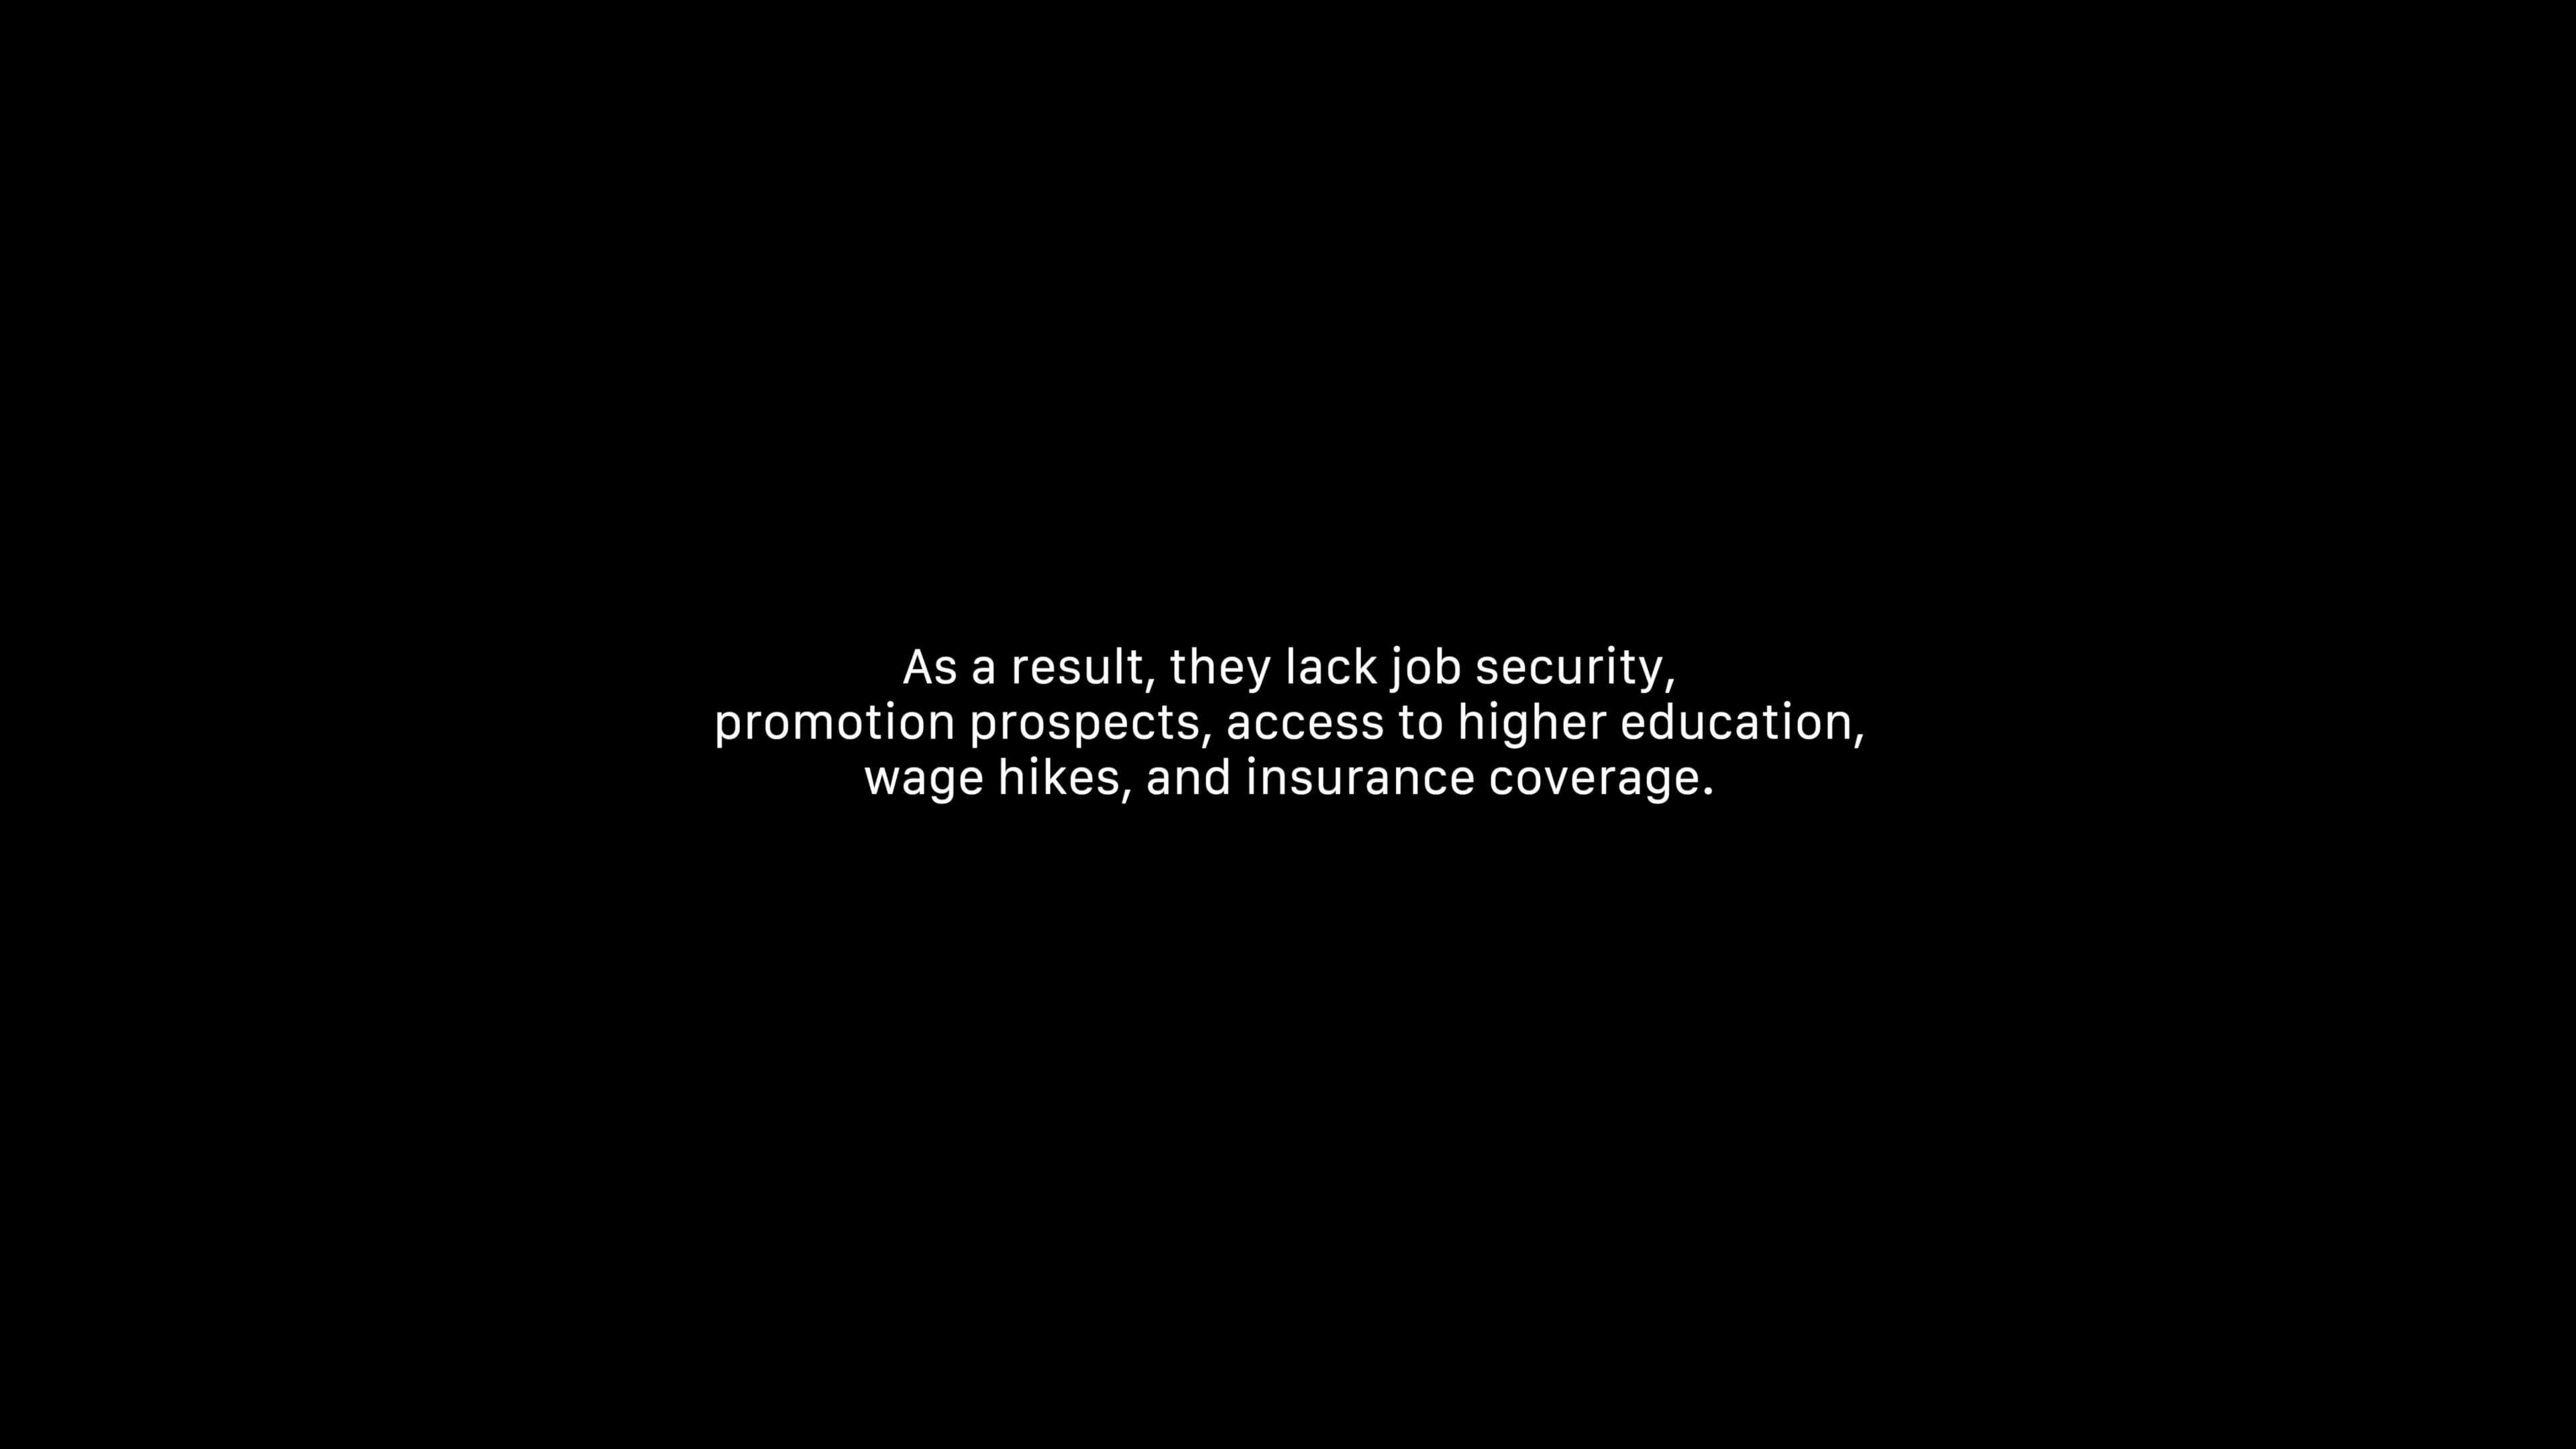 As a result, they lack job security,
promotion prospects, access to higher education,
wage hikes, and insurance coverage.